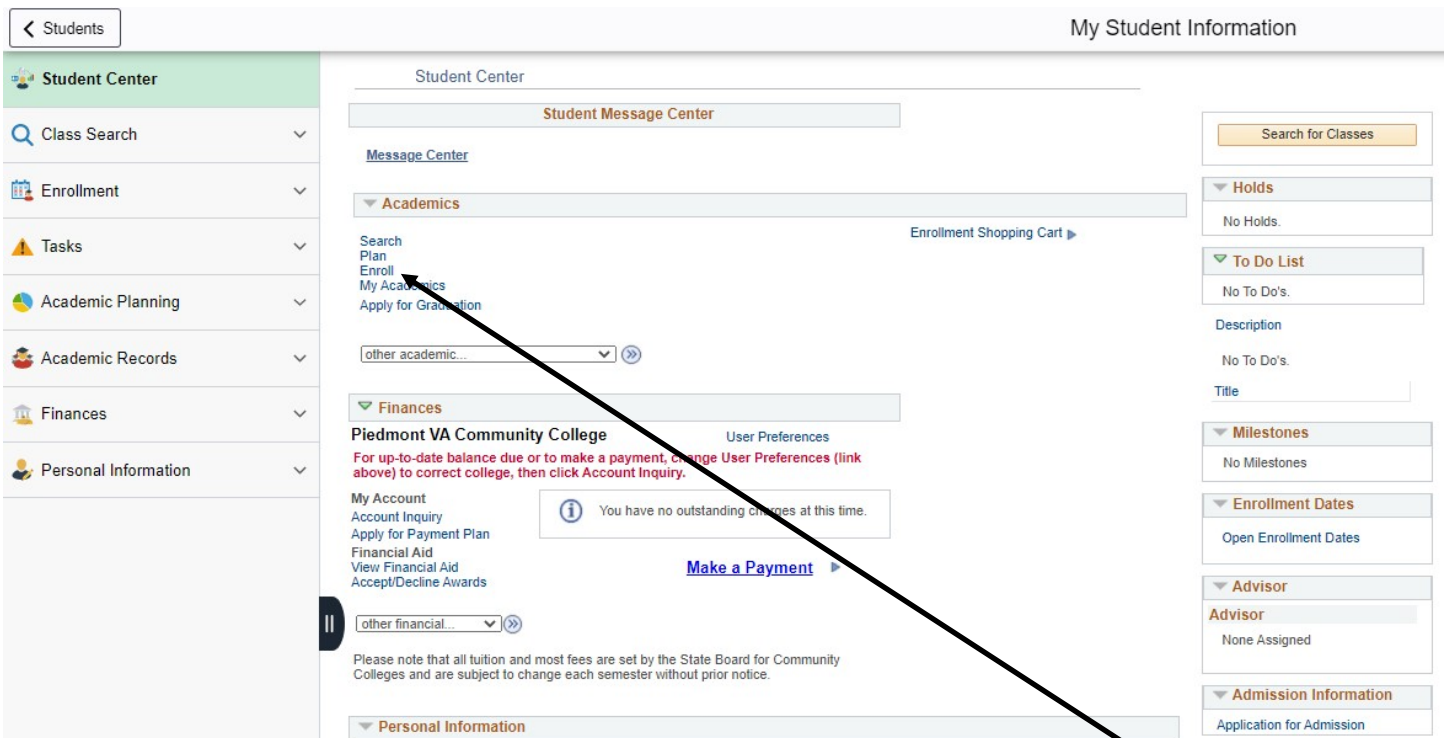 Students
My Student Information
Student Center
Class Search
Enrollment
Tasks
Academic Planning
Academic Records
Finances
Personal Information
Student Center
Student Message Center
Message Center
Academics
Search
Plan
Enroll
My Academics
Apply for Graduation
Enrollment Shopping Cart
other academic...
Finances
Piedmont VA Community College
User Preferences
For up-to-date balance due or to make a payment, change User Preferences (link
above) to correct college, then click Account Inquiry.
My Account
Account Inquiry
Apply for Payment Plan
Financial Aid
View Financial Aid
Accept/Decline Awards
You have no outstanding charges at this time.
Make a Payment
other financial...
Please note that all tuition and most fees are set by the State Board for Community
Colleges and are subject to change each semester without prior notice.
Personal Information
Search for Classes
Holds
No Holds.
To Do List
No To Do's.
Description
No To Do's.
Title
Milestones
No Milestones
Enrollment Dates
Open Enrollment Dates
Advisor
Advisor
None Assigned
Admission Information
Application for Admission